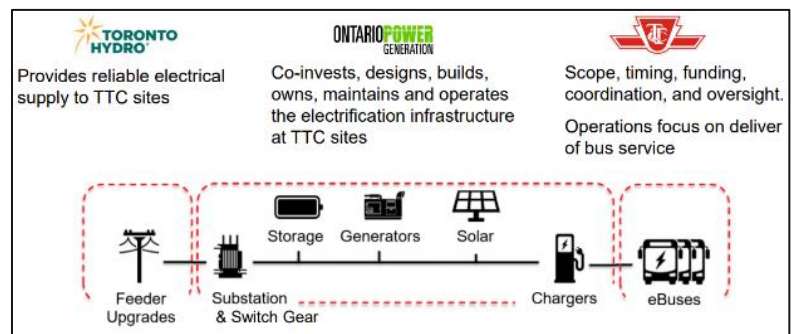 TORONTO
HYDRO
Provides reliable electrical
supply to TTC sites
ONTARIOPOWER
GENERATION
Co-invests, designs, builds,
owns, maintains and operates
the electrification infrastructure
at TTC sites
TTC
Scope, timing, funding,
coordination, and oversight.
Operations focus on deliver
of bus service
Storage
Generators
Solar
Feeder
Upgrades
Substation
& Switch Gear
Chargers
eBuses